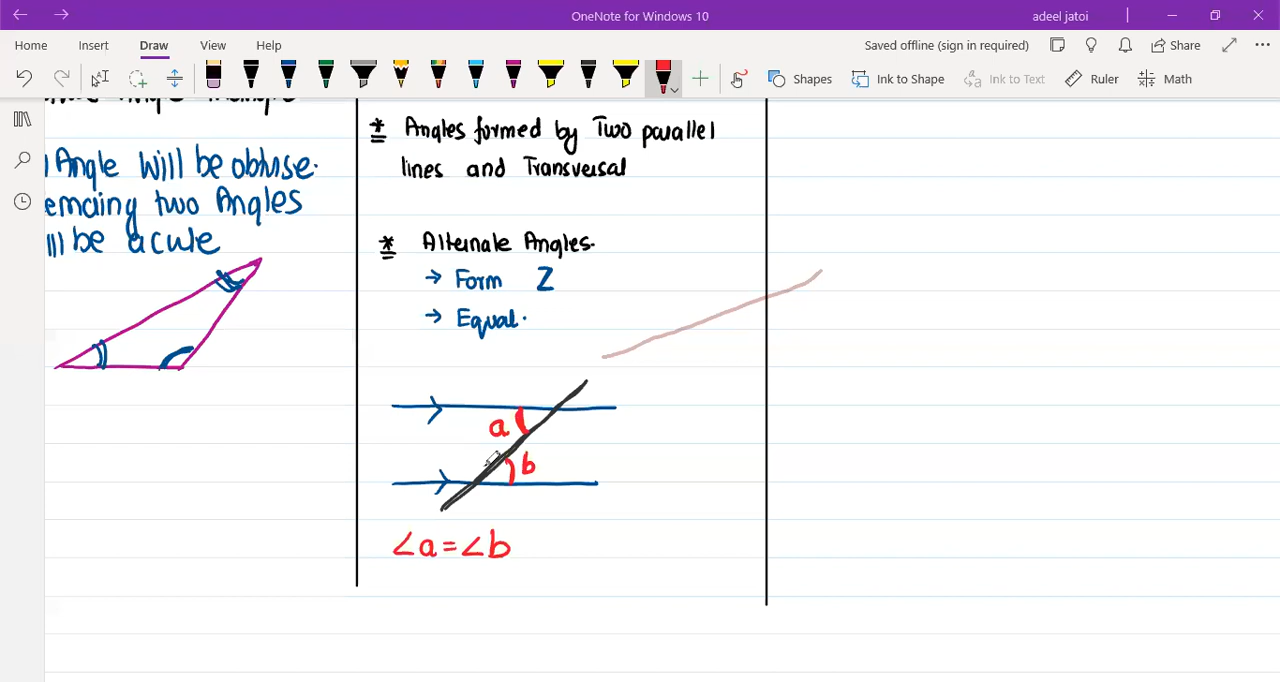 OneNote for Windows 10
adeel jatoi
Home Insert Draw View Help
Saved offline (sign in required)
Share
Shapes
Ink to Shape
Ink to Text
Ruler
Math
Angle will be obtuse.
emaing two Angles
ll be acute
* Angles formed by Two parallel
lines and Transversal
* Alternale Angles.
→ Form Z
→ Equal.
a
b
∠a=∠b